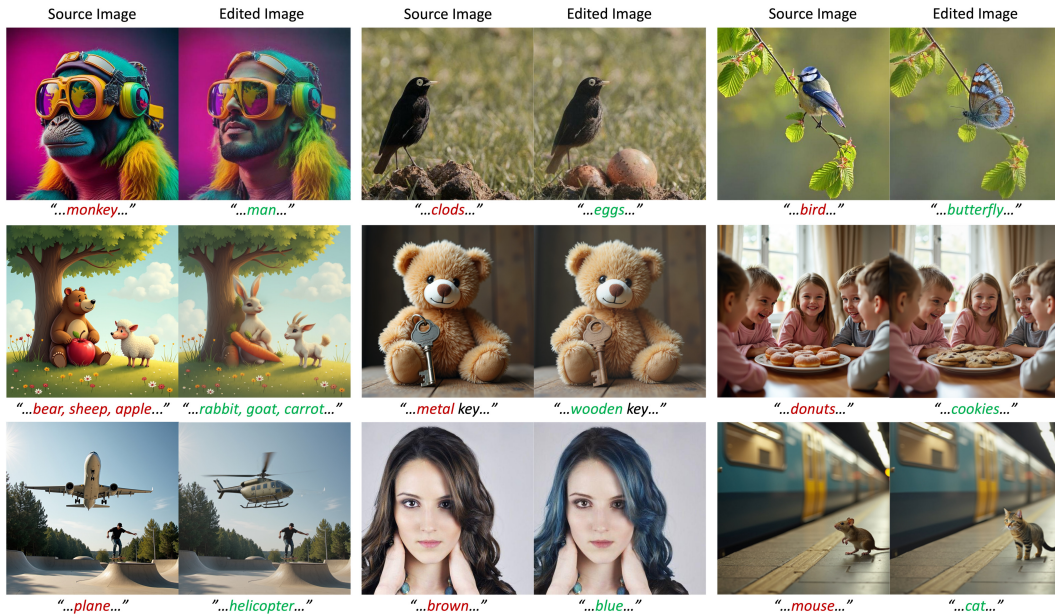 Source Image Edited Image Source Image Edited Image Source Image Edited Image
“...monkey...” “...man...” “...clods...” “...eggs...” “...bird...” “...butterfly...”
“...bear, sheep, apple...” “...rabbit, goat, carrot...” “...metal key...” “...wooden key...” “...donuts...” “...cookies...”
“...plane...” “...helicopter...” “...brown...” “...blue...” “...mouse...” “...cat...”